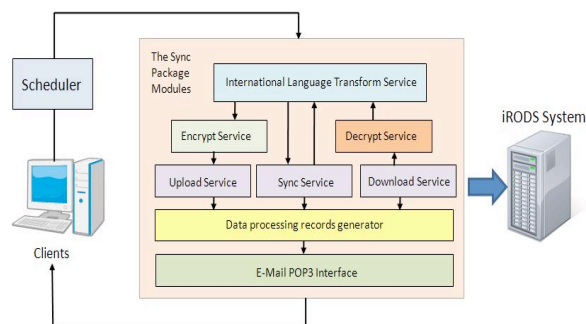 The Sync
Package
Modules
International Language Transform Service
Scheduler
iRODS System
Encrypt Service
Decrypt Service
Upload Service
Sync Service
Download Service
Data processing records generator
Clients
E-Mail POP3 Interface